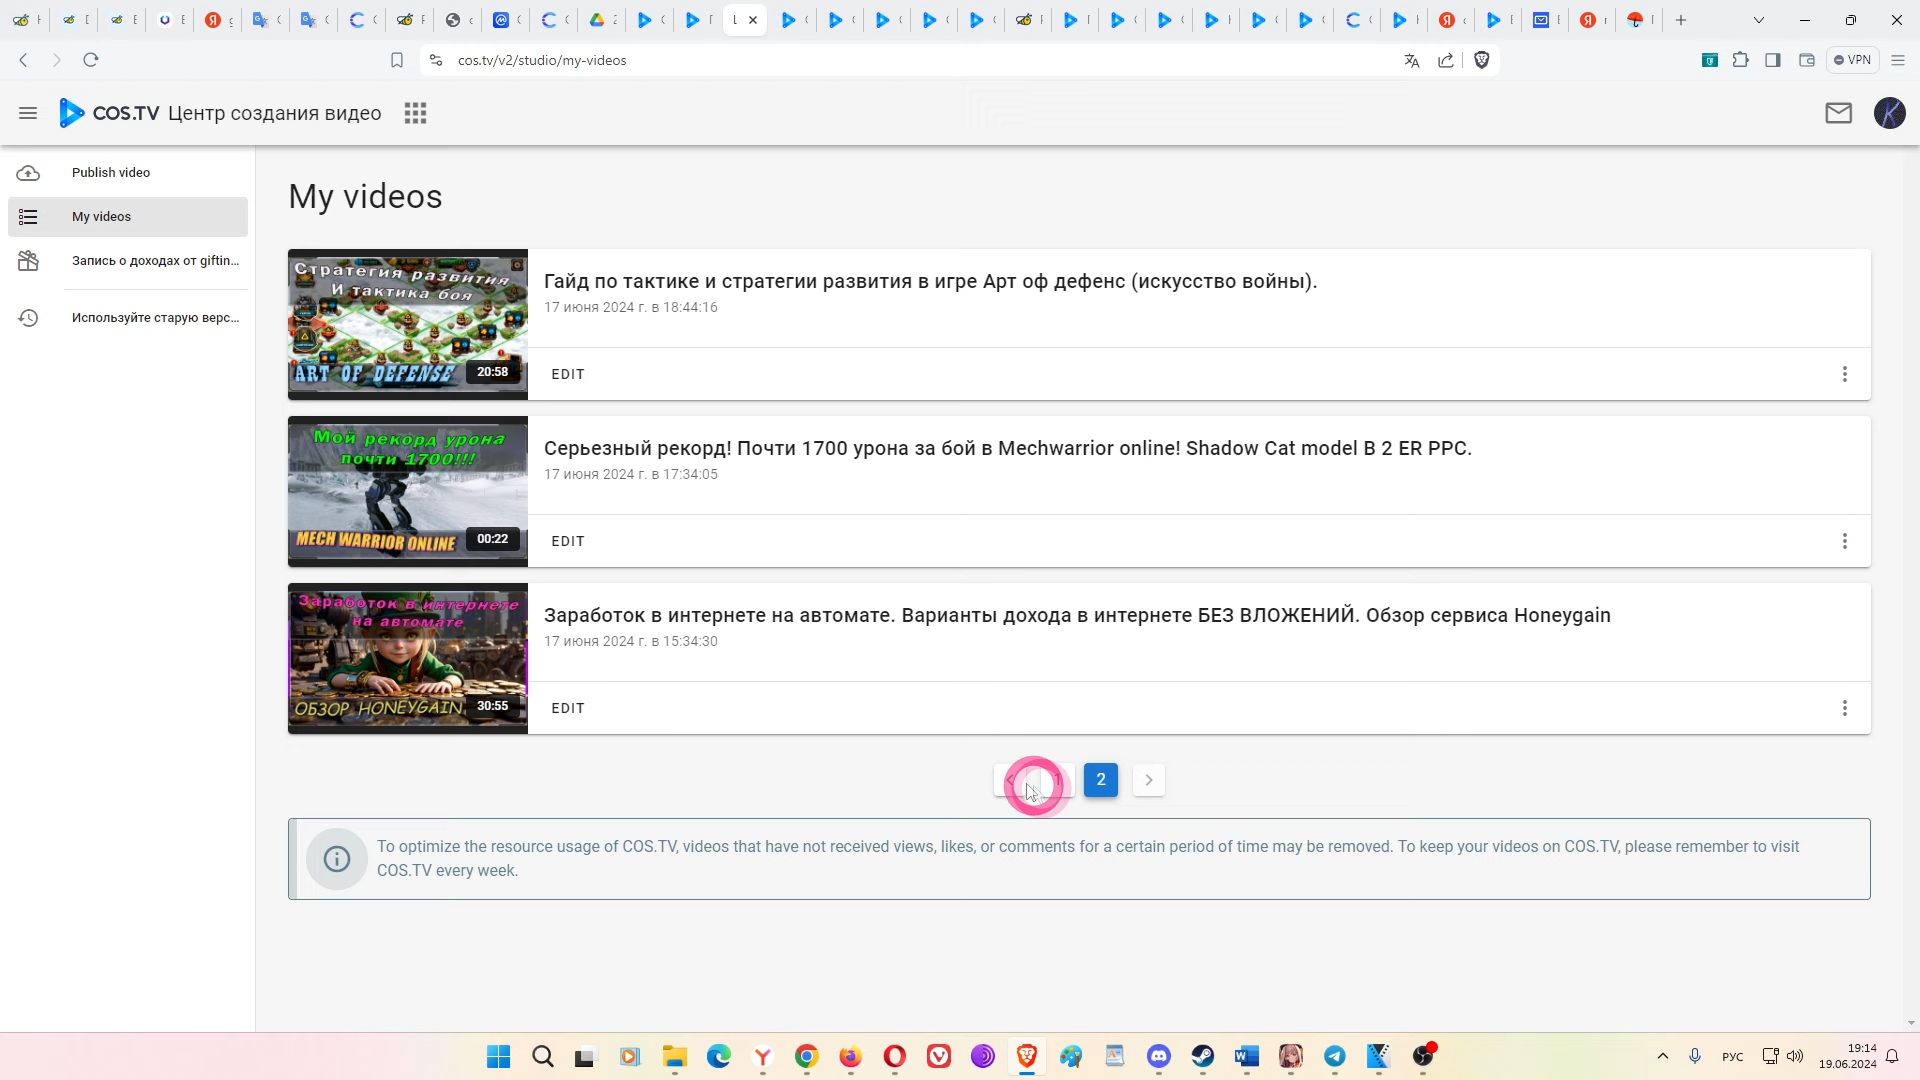 cos.tv/v2/studio/my-videos
VPN
COS.TV Центр создания видео
Publish video
My videos
Запись о доходах от giftin...
Используйте старую верс...
My videos
Стратегия развития
И тактика боя
ART OF DEFENSE
20:58
Гайд по тактике и стратегии развития в игре Арт оф дефенс (искусство войны).
17 июня 2024 г. в 18:44:16
EDIT
Мой рекорд урона
почти 1700!!!
MECH WARRIOR ONLINE
00:22
Серьезный рекорд! Почти 1700 урона за бой в Mechwarrior online! Shadow Cat model B 2 ER PPC.
17 июня 2024 г. в 17:34:05
EDIT
Заработок в интернете
на автомате
ОБЗОР HONEYGAIN
30:55
Заработок в интернете на автомате. Варианты дохода в интернете БЕЗ ВЛОЖЕНИЙ. Обзор сервиса Honeygain
17 июня 2024 г. в 15:34:30
EDIT
1 2
To optimize the resource usage of COS.TV, videos that have not received views, likes, or comments for a certain period of time may be removed. To keep your videos on COS.TV, please remember to visit
COS.TV every week.
РУС
19:14
19.06.2024